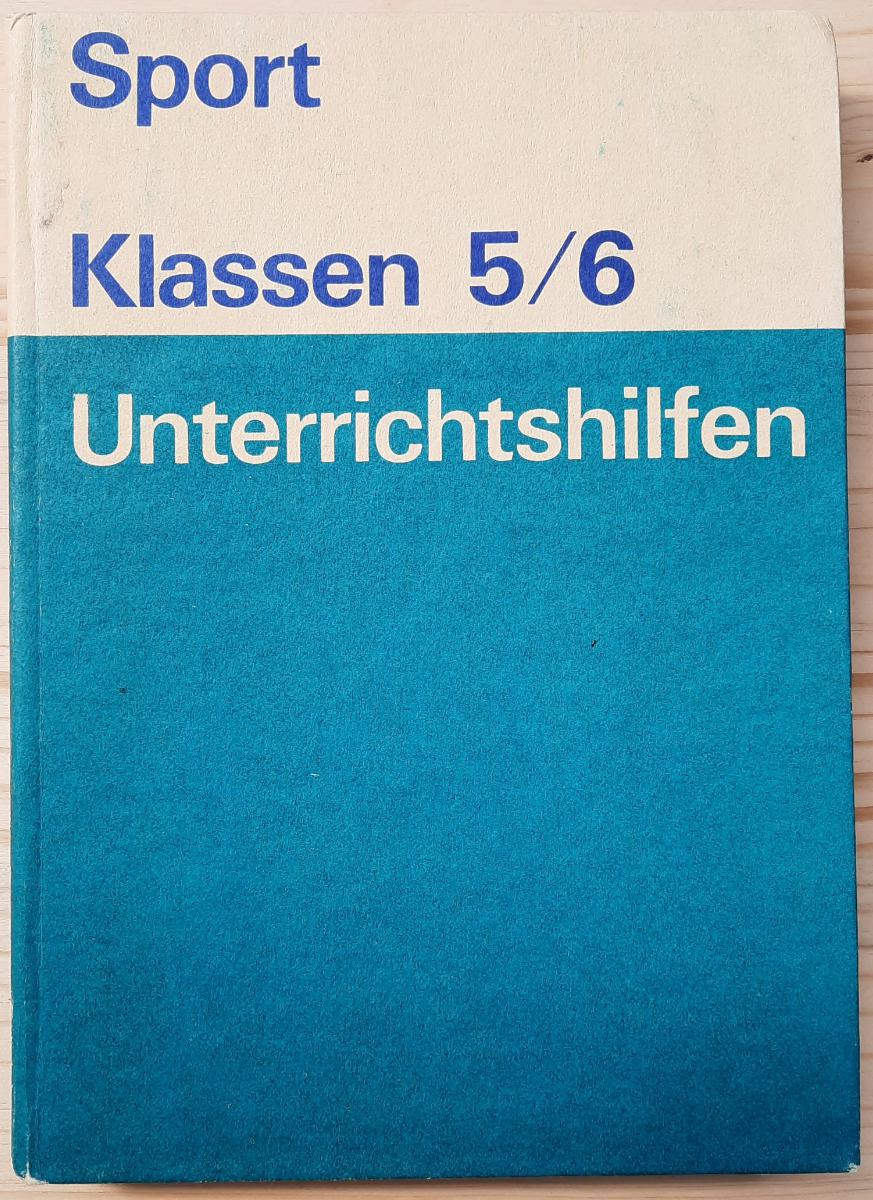 Sport
Klassen 5/6
Unterrichtshilfen